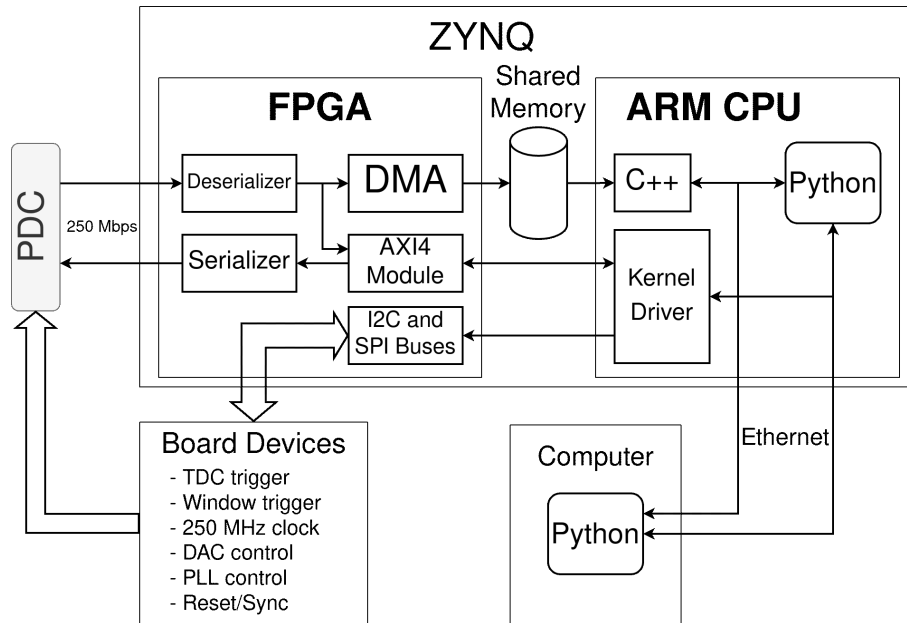 ZYNQ
FPGA
Shared
Memory
ARM CPU
PDC
250 Mbps
Deserializer
DMA
C++
Python
Serializer
AXI4
Module
Kernel
Driver
I2C and
SPI Buses
Ethernet
Board Devices
- TDC trigger
- Window trigger
- 250 MHz clock
- DAC control
- PLL control
- Reset/Sync
Computer
Python